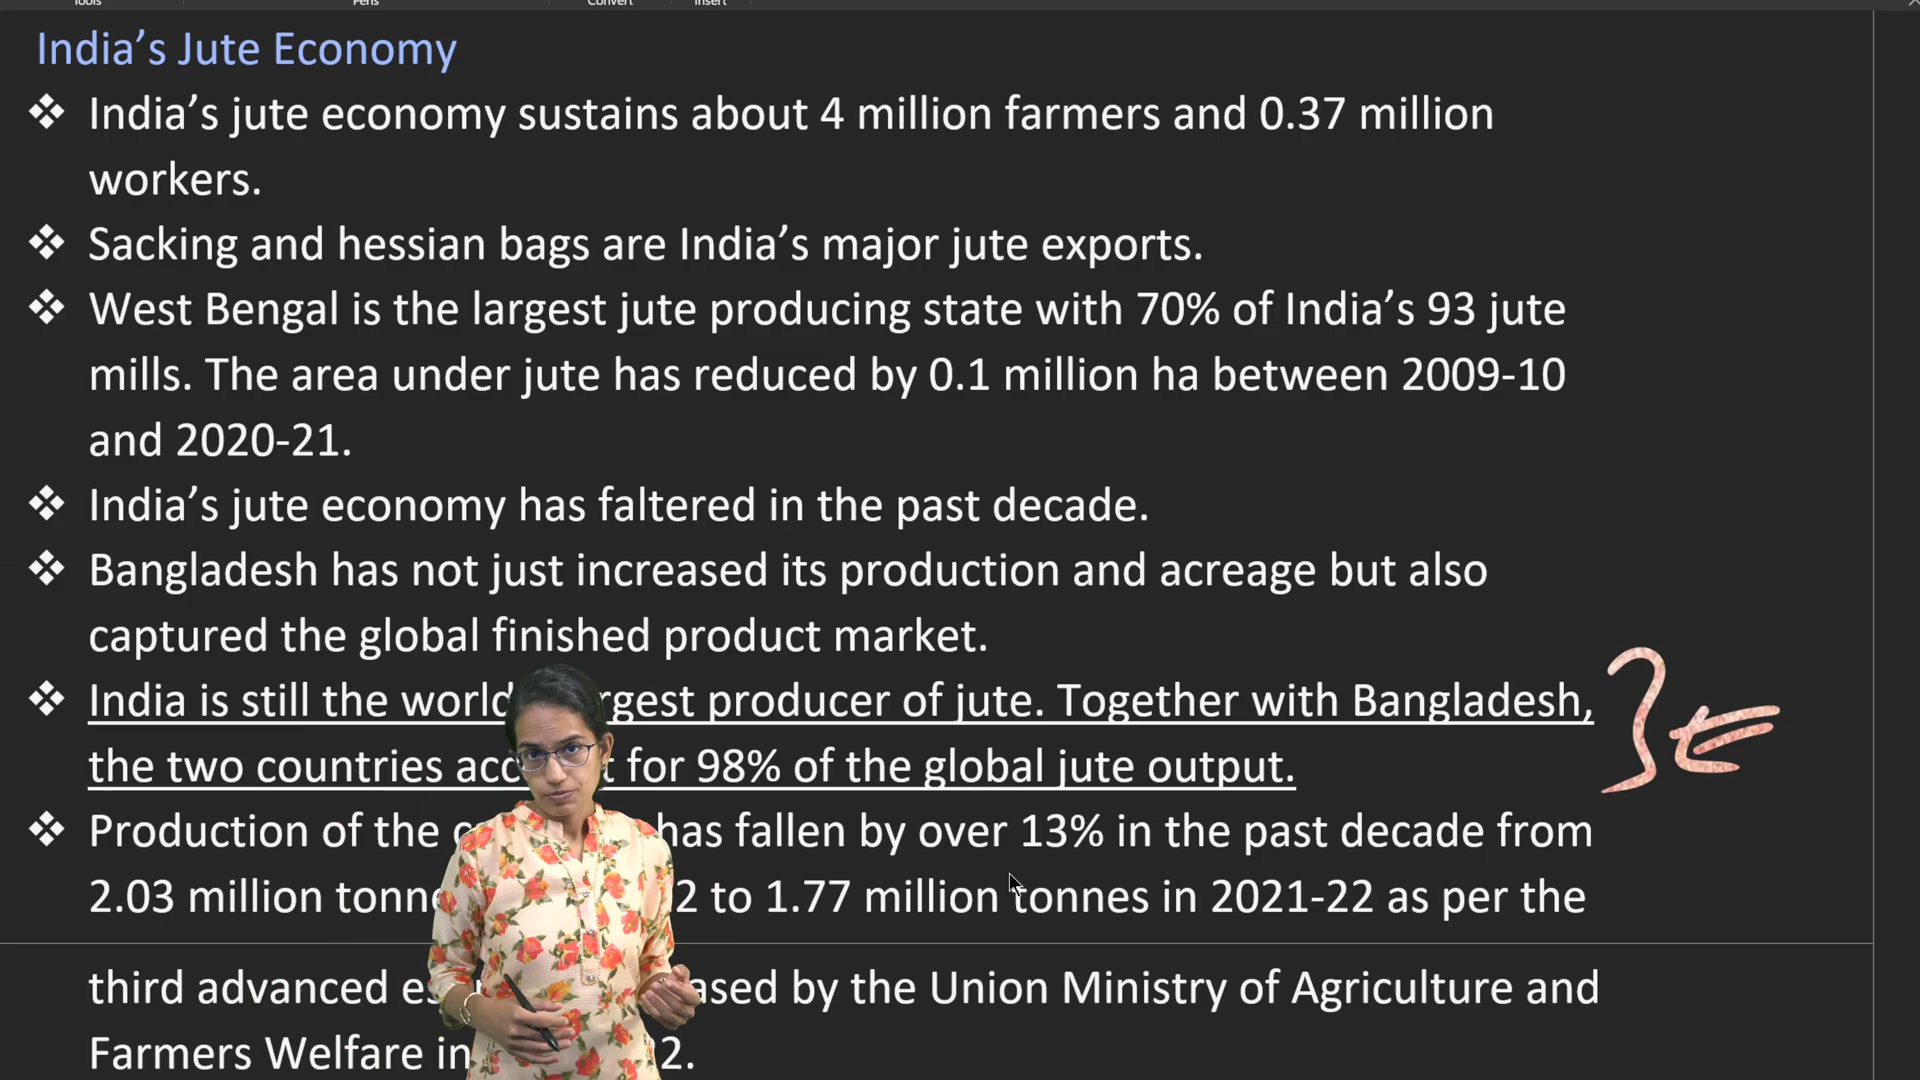 Tools Pens Convert Insert
India’s Jute Economy
❖ India’s jute economy sustains about 4 million farmers and 0.37 million
workers.
❖ Sacking and hessian bags are India’s major jute exports.
❖ West Bengal is the largest jute producing state with 70% of India’s 93 jute
mills. The area under jute has reduced by 0.1 million ha between 2009-10
and 2020-21.
❖ India’s jute economy has faltered in the past decade.
❖ Bangladesh has not just increased its production and acreage but also
captured the global finished product market.
❖ India is still the world producer of jute. Together with Bangladesh,
the two countries for 98% of the global jute output.
❖ Production of the has fallen by over 13% in the past decade from
2.03 million 2 to 1.77 million tonnes in 2021-22 as per the
third advanced by the Union Ministry of Agriculture and
Farmers Welfare in 2.